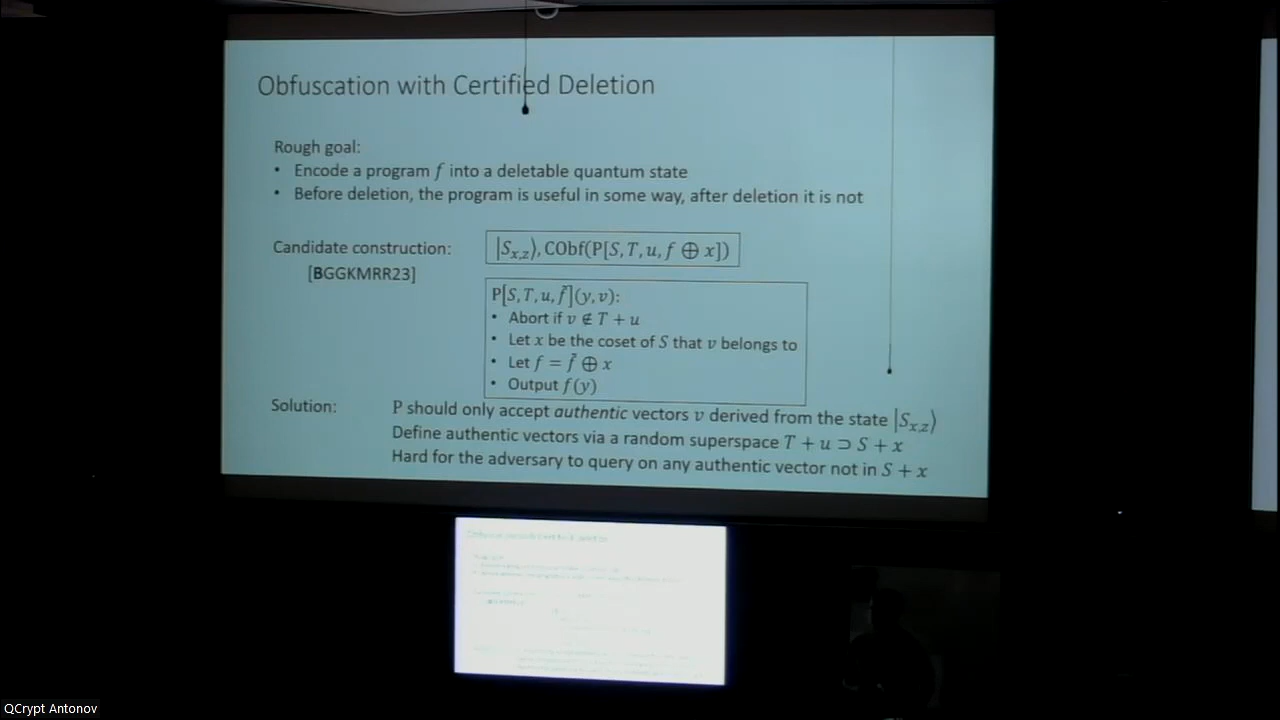 Obfuscation with Certified Deletion
Rough goal:
• Encode a program f into a deletable quantum state
• Before deletion, the program is useful in some way, after deletion it is not
Candidate construction: |S_{x,z}⟩, CObf(P[S, T, u, f ⊕ x])
[BGGKMRR23]
P[S, T, u, f̃](y, v):
• Abort if v ∉ T + u
• Let x be the coset of S that v belongs to
• Let f = f̃ ⊕ x
• Output f(y)
Solution: P should only accept authentic vectors v derived from the state |S_{x,z}⟩
Define authentic vectors via a random superspace T + u ⊃ S + x
Hard for the adversary to query on any authentic vector not in S + x
QCrypt Antonov